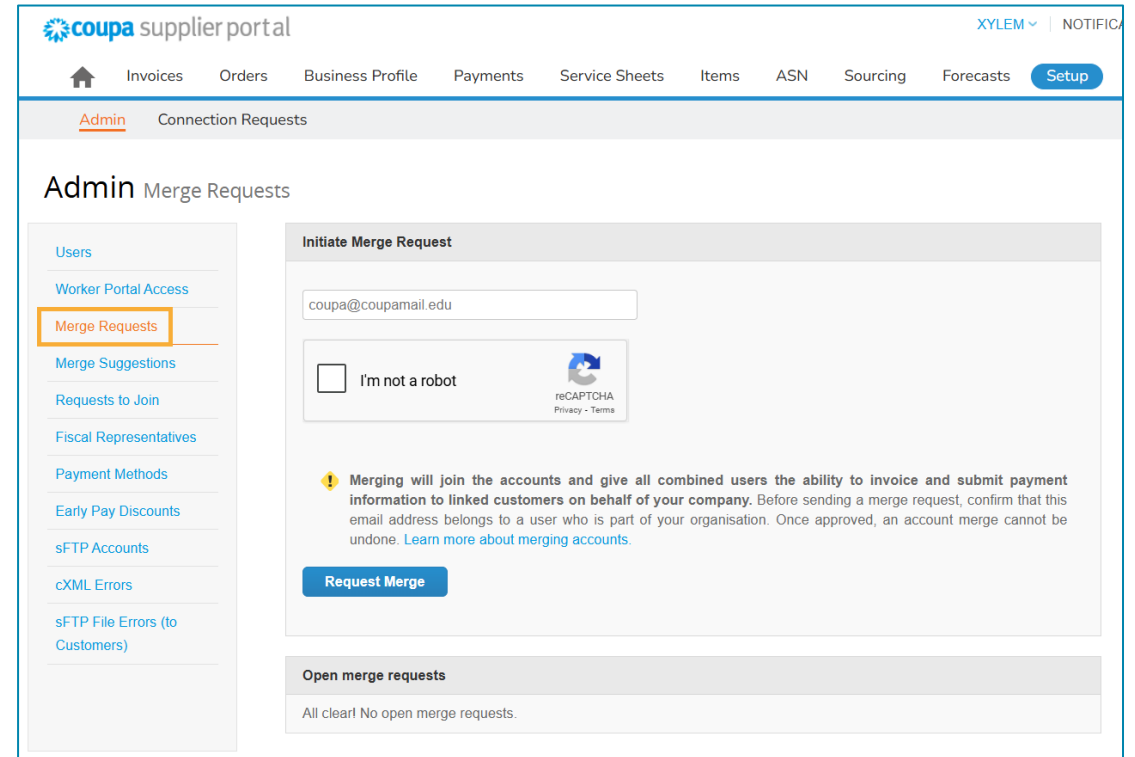 coupa supplier portal
XYLEM NOTIFICA
Invoices Orders Business Profile Payments Service Sheets Items ASN Sourcing Forecasts Setup
Admin Connection Requests
Admin Merge Requests
Users
Worker Portal Access
Merge Requests
Merge Suggestions
Requests to Join
Fiscal Representatives
Payment Methods
Early Pay Discounts
sFTP Accounts
cXML Errors
sFTP File Errors (to
Customers)
Initiate Merge Request
coupa@coupamail.edu
I'm not a robot
reCAPTCHA
Privacy - Terms
Merging will join the accounts and give all combined users the ability to invoice and submit payment
information to linked customers on behalf of your company. Before sending a merge request, confirm that this
email address belongs to a user who is part of your organisation. Once approved, an account merge cannot be
undone. Learn more about merging accounts.
Request Merge
Open merge requests
All clear! No open merge requests.